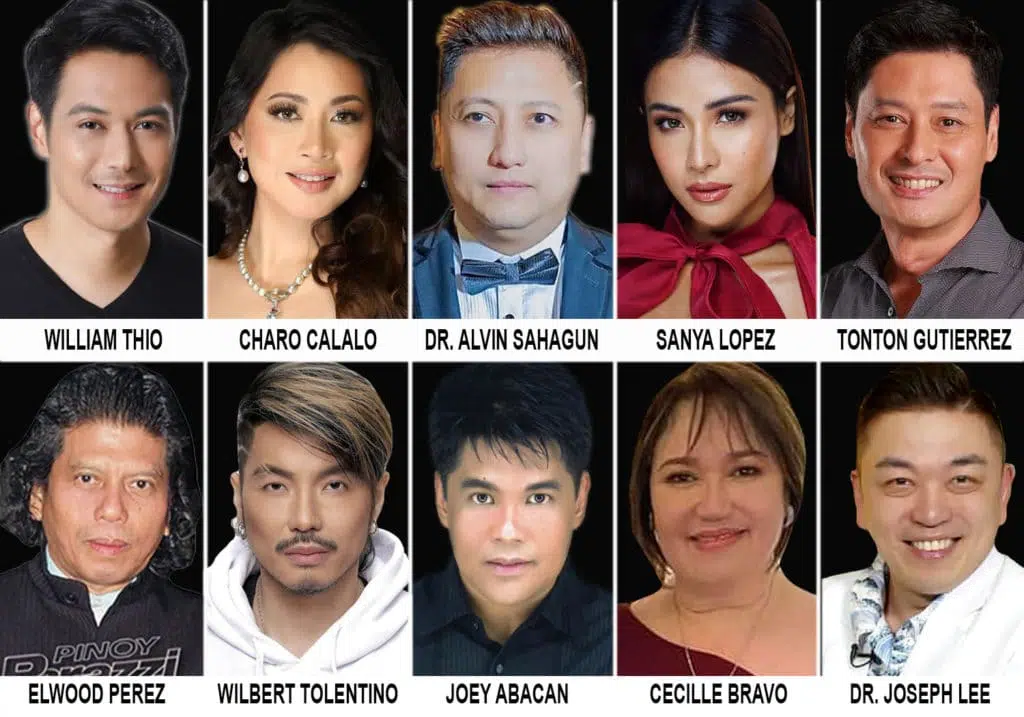 WILLIAM THIO
CHARO CALALO
DR. ALVIN SAHAGUN
SANYA LOPEZ
TONTON GUTIERREZ
PINOY
Parazzi
ELWOOD PEREZ
WILBERT TOLENTINO
JOEY ABACAN
CECILLE BRAVO
DR. JOSEPH LEE